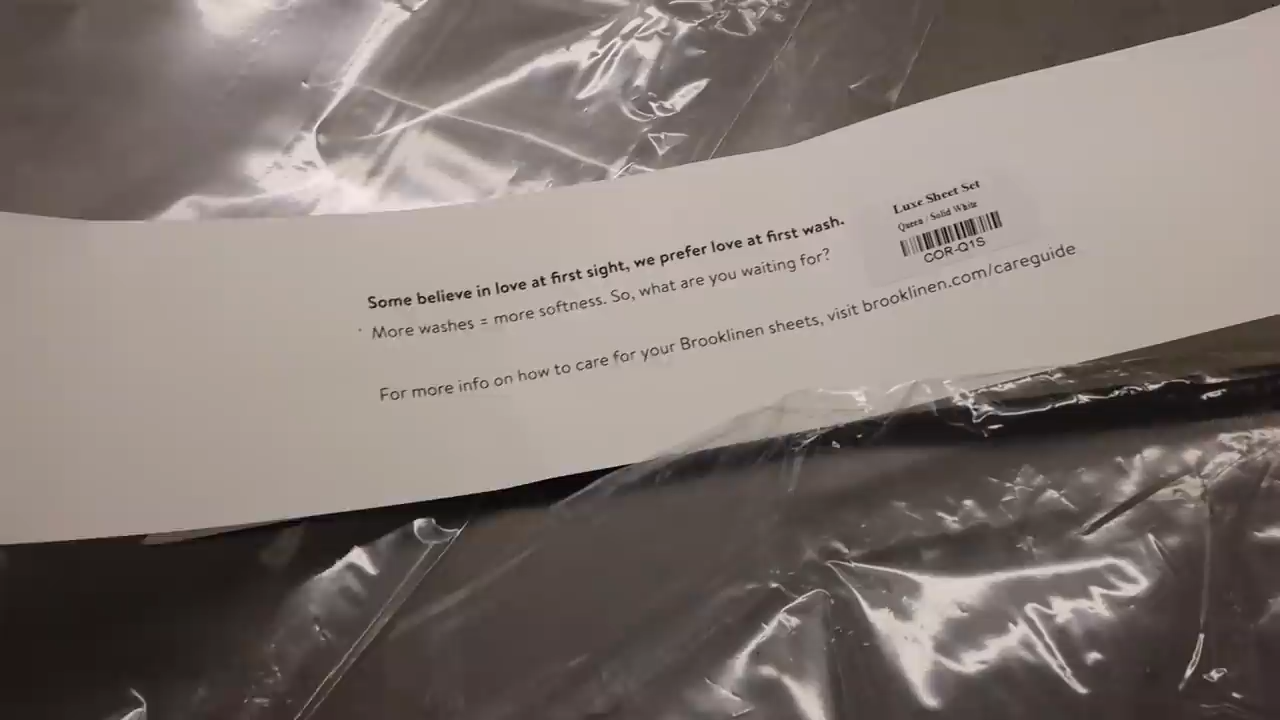 Luxe Sheet Set
Queen / Solid White
COR-Q1S
Some believe in love at first sight, we prefer love at first wash.
More washes = more softness. So, what are you waiting for?
For more info on how to care for your Brooklinen sheets, visit brooklinen.com/careguide